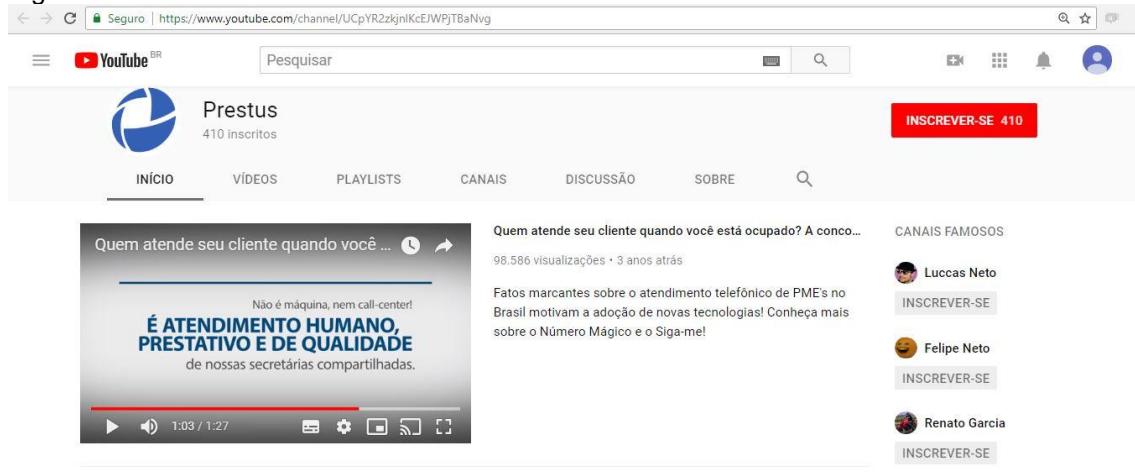 Seguro | https://www.youtube.com/channel/UCpYR2zkjnIKcEJWPjTBaNvg
YouTube BR
Pesquisar
Prestus
410 inscritos
INSCREVER-SE 410
INÍCIO VÍDEOS PLAYLISTS CANAIS DISCUSSÃO SOBRE
Quem atende seu cliente quando você ...
Não é máquina, nem call-center!
É ATENDIMENTO HUMANO,
PRESTATIVO E DE QUALIDADE
de nossas secretárias compartilhadas.
1:03 / 1:27
Quem atende seu cliente quando você está ocupado? A conco...
98.586 visualizações • 3 anos atrás
Fatos marcantes sobre o atendimento telefônico de PME's no
Brasil motivam a adoção de novas tecnologias! Conheça mais
sobre o Número Mágico e o Siga-me!
CANAIS FAMOSOS
Luccas Neto
INSCREVER-SE
Felipe Neto
INSCREVER-SE
Renato Garcia
INSCREVER-SE